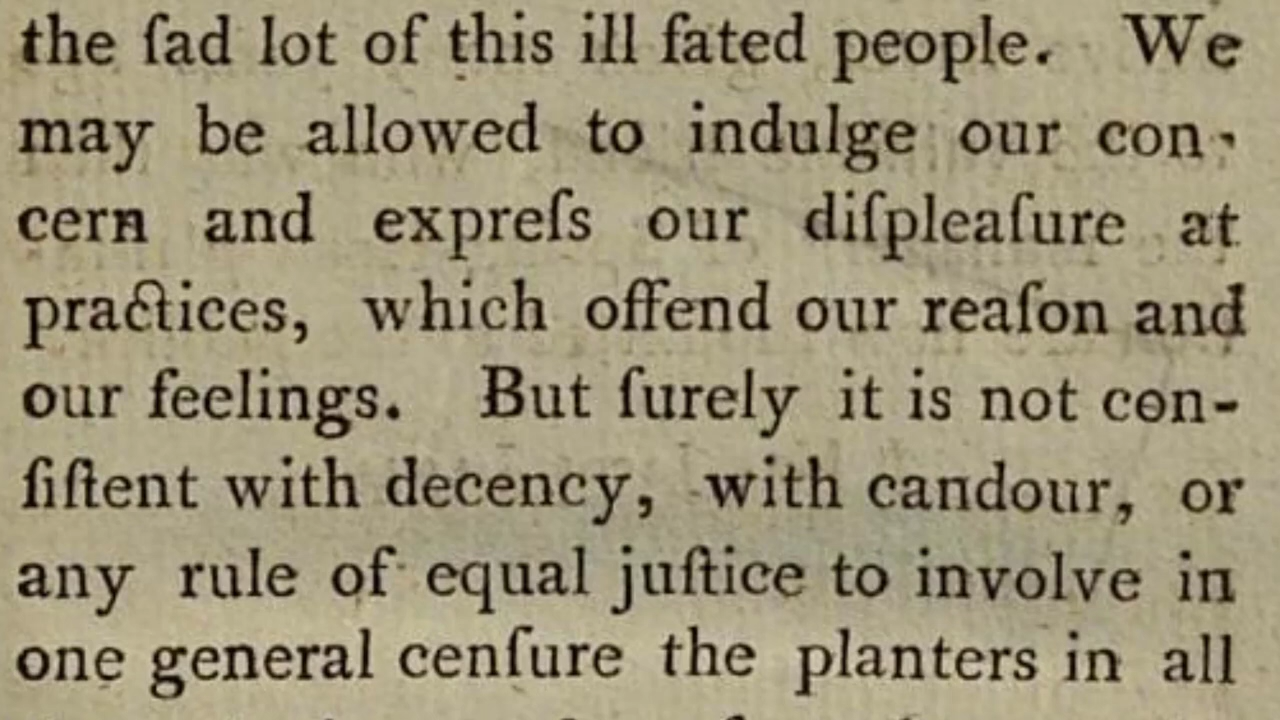 the ſad lot of this ill fated people. We
may be allowed to indulge our con-
cern and expreſs our diſpleaſure at
practices, which offend our reaſon and
our feelings. But ſurely it is not con-
ſiſtent with decency, with candour, or
any rule of equal juſtice to involve in
one general cenſure the planters in all